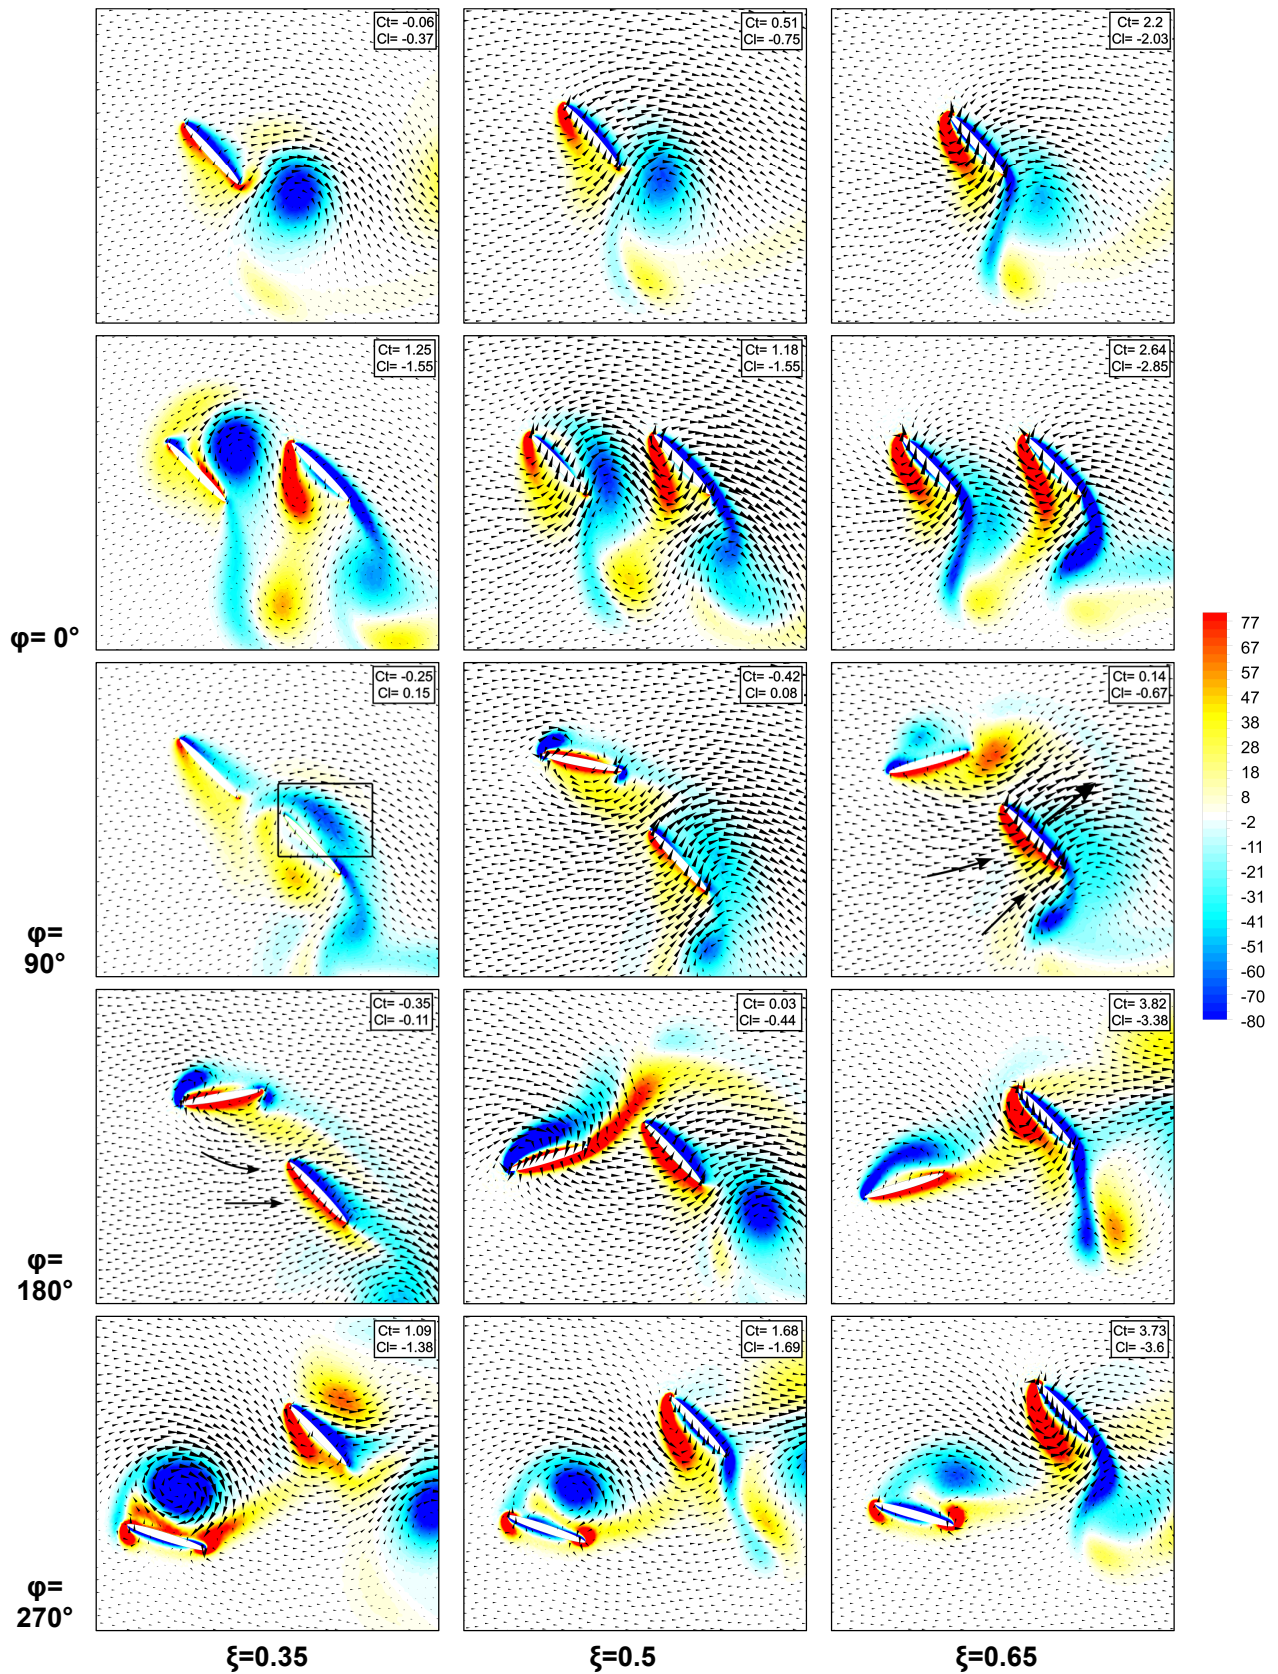 Ct= -0.06
Cl= -0.37
Ct= 0.51
Cl= -0.75
Ct= 2.2
Cl= -2.03
Ct= 1.25
Cl= -1.55
Ct= 1.18
Cl= -1.55
Ct= 2.64
Cl= -2.85
φ= 0°
Ct= -0.25
Cl= 0.15
Ct= -0.42
Cl= 0.08
Ct= 0.14
Cl= -0.67
φ=
90°
77
67
57
47
38
28
18
8
-2
-11
-21
-31
-41
-51
-60
-70
-80
Ct= -0.35
Cl= -0.11
Ct= 0.03
Cl= -0.44
Ct= 3.82
Cl= -3.38
φ=
180°
Ct= 1.09
Cl= -1.38
Ct= 1.68
Cl= -1.69
Ct= 3.73
Cl= -3.6
φ=
270°
ξ=0.35
ξ=0.5
ξ=0.65